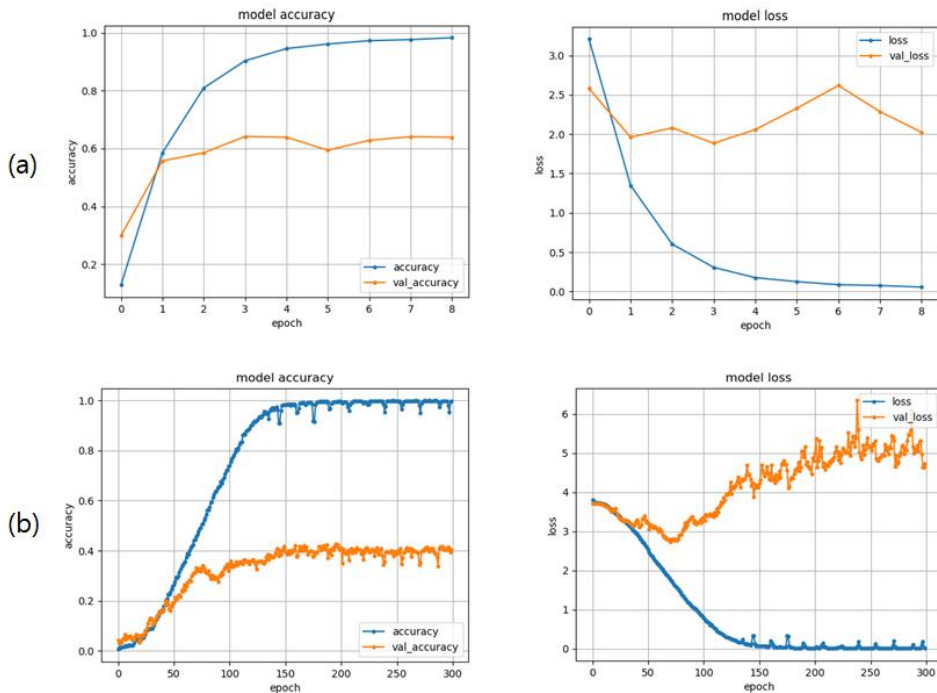 model accuracy
1.0
0.8
0.6
0.4
0.2
accuracy
accuracy
val_accuracy
0 1 2 3 4 5 6 7 8
epoch
model loss
3.0
2.5
2.0
1.5
1.0
0.5
0.0
loss
loss
val_loss
0 1 2 3 4 5 6 7 8
epoch
(a)
model accuracy
1.0
0.8
0.6
0.4
0.2
0.0
accuracy
accuracy
val_accuracy
0 50 100 150 200 250 300
epoch
model loss
6
5
4
3
2
1
0
loss
loss
val_loss
0 50 100 150 200 250 300
epoch
(b)